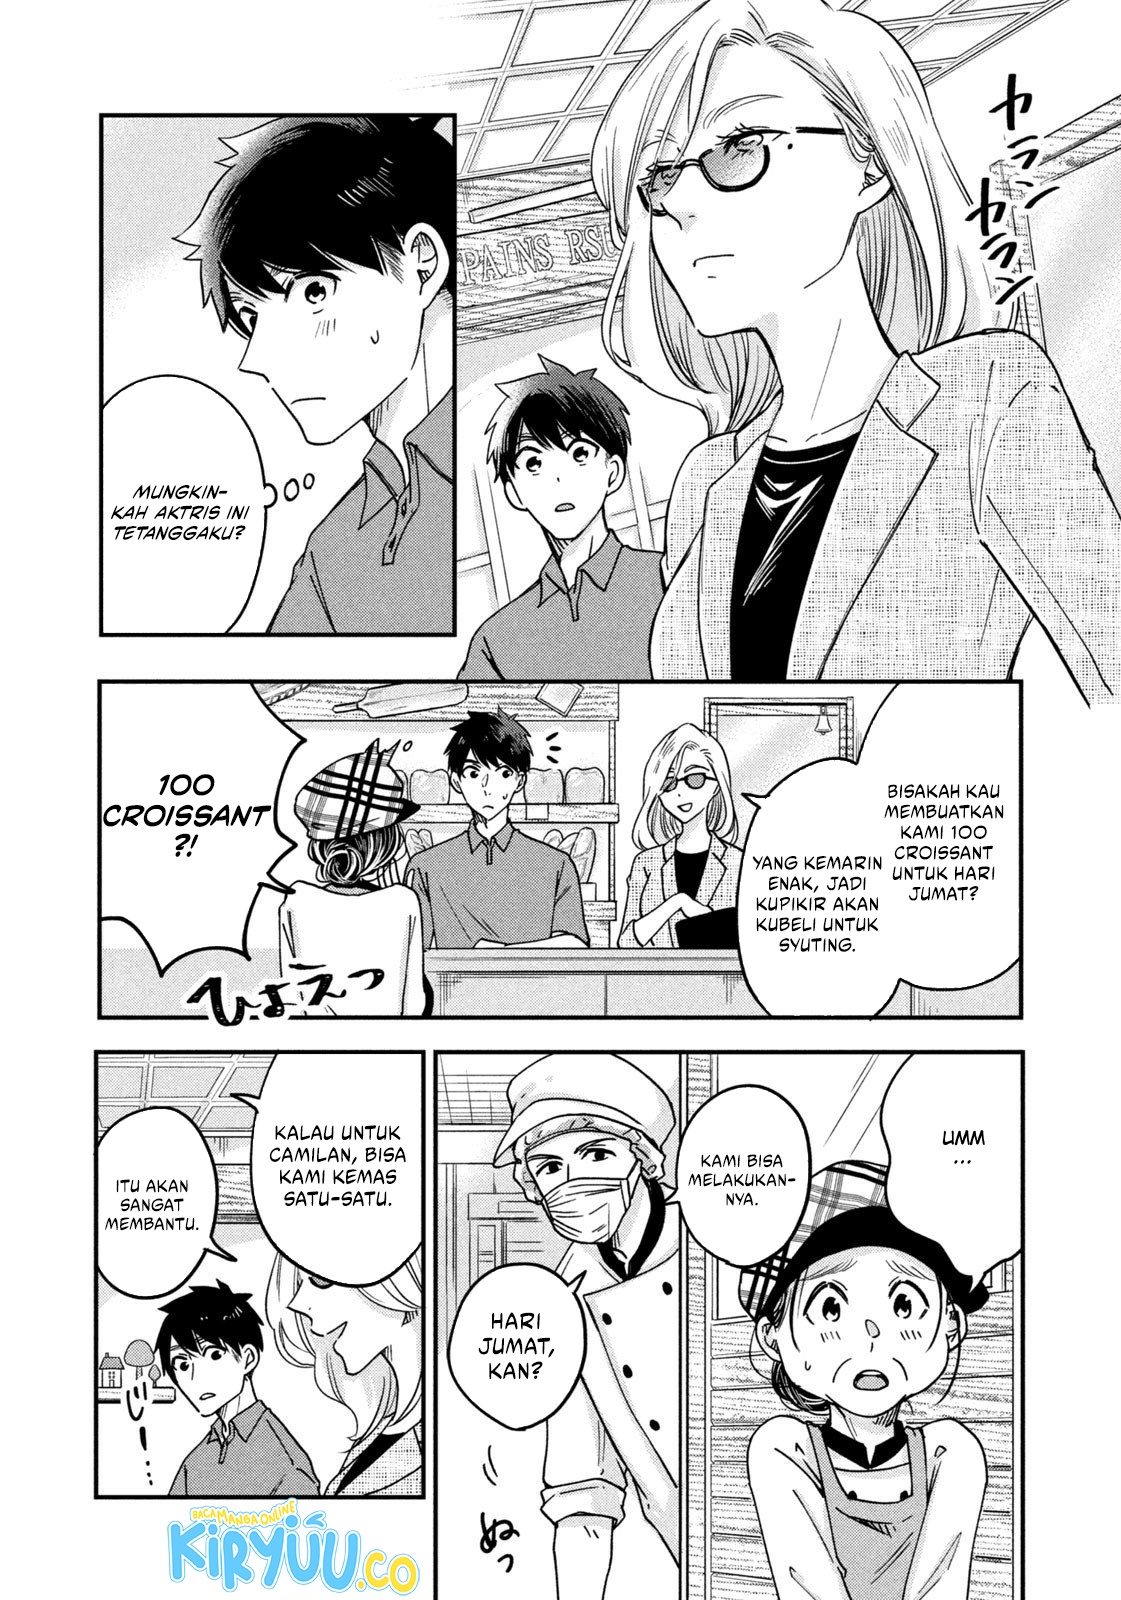 カラン
カラン
PAINS RSU
MUNGKIN-
KAH AKTRIS INI
TETANGGAKU?
BISAKAH KAU
MEMBUATKAN
KAMI 100
CROISSANT
UNTUK HARI
JUMAT?
YANG KEMARIN
ENAK, JADI
KUPIKIR AKAN
KUBELI UNTUK
SYUTING.
100
CROISSANT
?!
ひょえっ
UMM
...
KAMI BISA
MELAKUKAN-
NYA.
HARI
JUMAT,
KAN?
ぬっ
KALAU UNTUK
CAMILAN, BISA
KAMI KEMAS
SATU-SATU.
ITU AKAN
SANGAT
MEMBANTU.
じーっ
BACA MANGA ONLINE
KIRYUU.CO